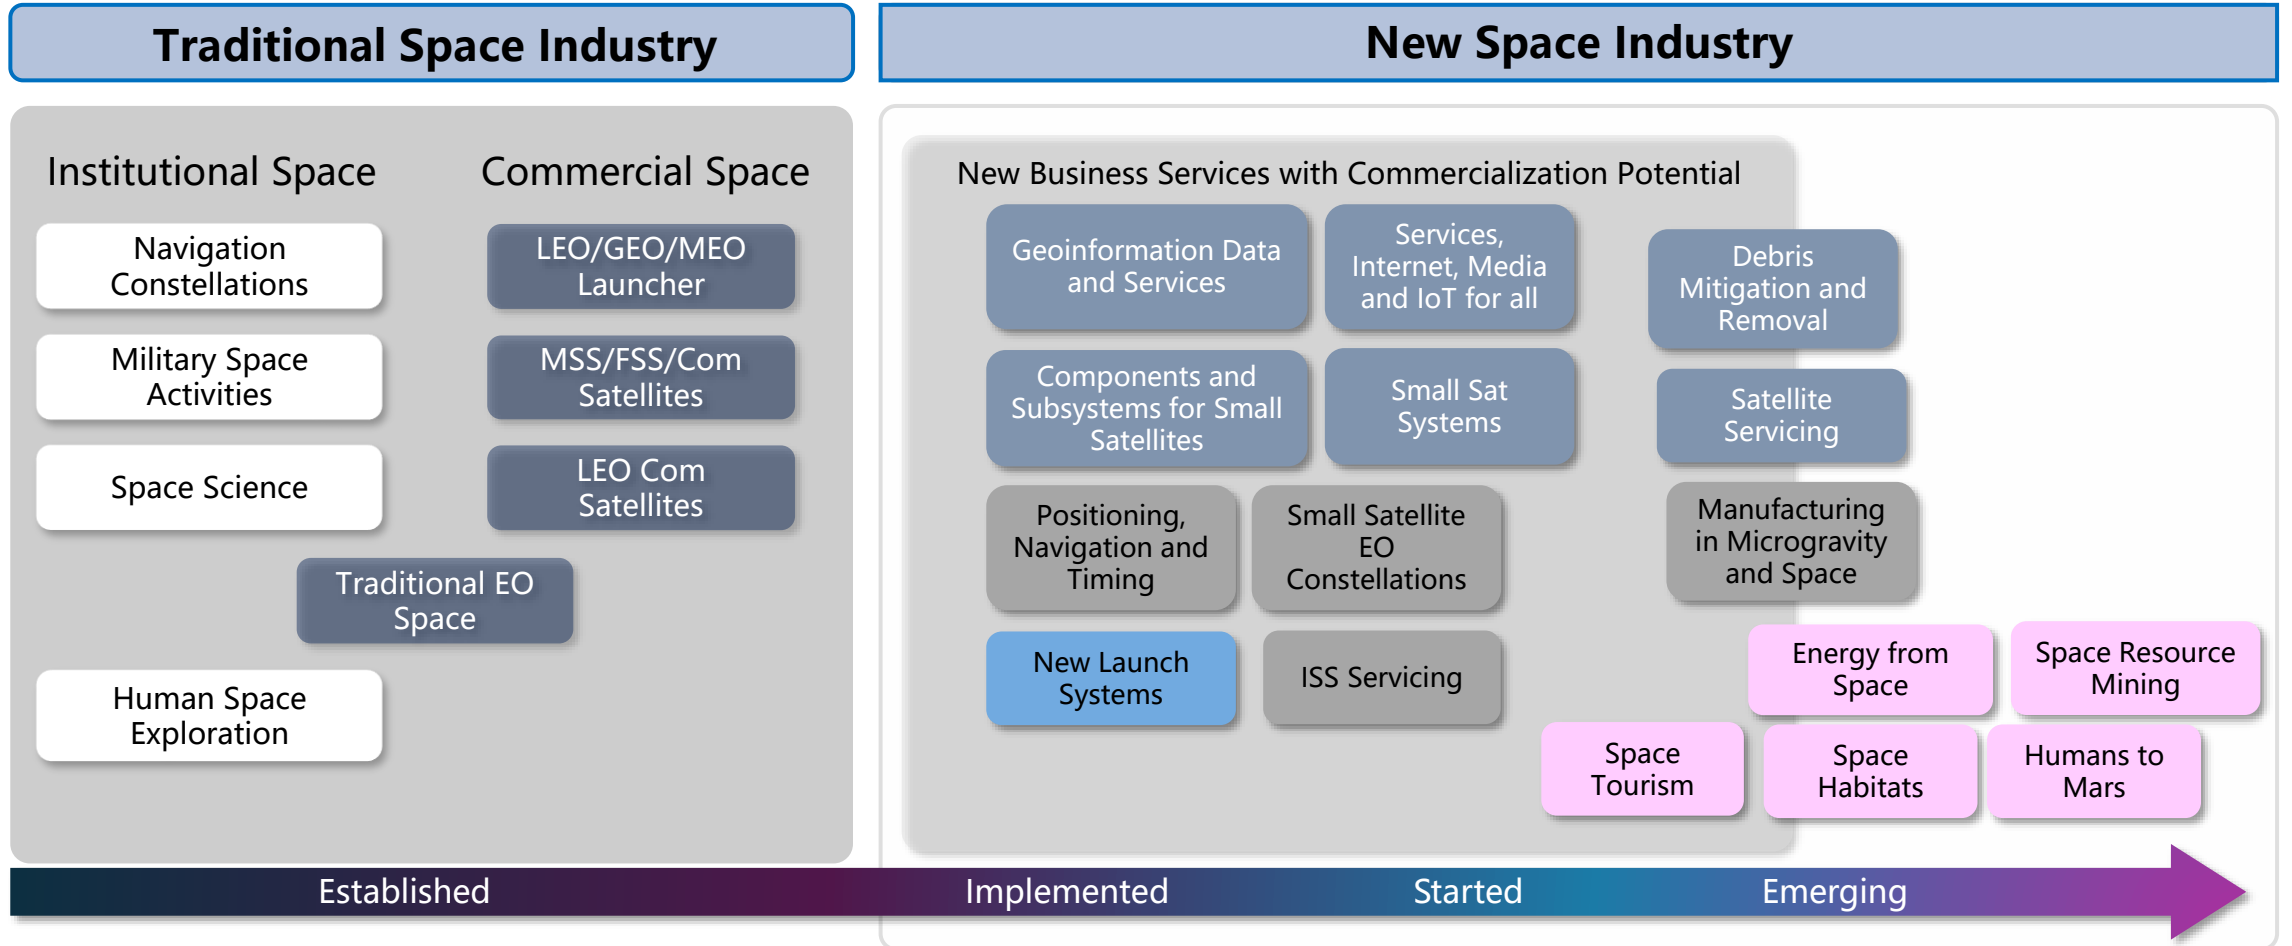 Traditional Space Industry
New Space Industry
Institutional Space
Commercial Space
Navigation
Constellations
LEO/GEO/MEO
Launcher
Military Space
Activities
MSS/FSS/Com
Satellites
Space Science
LEO Com
Satellites
Traditional EO
Space
Human Space
Exploration
New Business Services with Commercialization Potential
Geoinformation Data
and Services
Services,
Internet, Media
and IoT for all
Debris
Mitigation and
Removal
Components and
Subsystems for Small
Satellites
Small Sat
Systems
Satellite
Servicing
Positioning,
Navigation and
Timing
Small Satellite
EO
Constellations
Manufacturing
in Microgravity
and Space
New Launch
Systems
ISS Servicing
Energy from
Space
Space Resource
Mining
Space
Tourism
Space
Habitats
Humans to
Mars
Established
Implemented
Started
Emerging